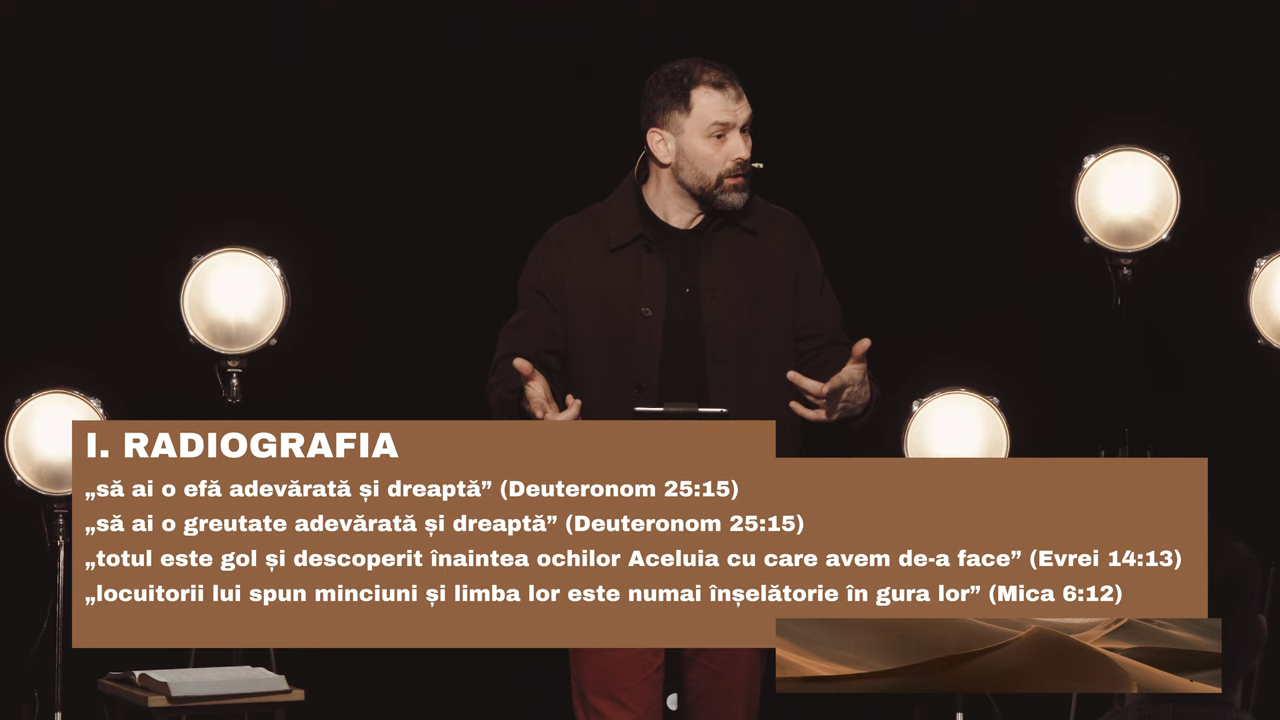 I. RADIOGRAFIA
„să ai o efă adevărată și dreaptă” (Deuteronom 25:15)
„să ai o greutate adevărată și dreaptă” (Deuteronom 25:15)
„totul este gol și descoperit înaintea ochilor Aceluia cu care avem de-a face” (Evrei 14:13)
„locuitorii lui spun minciuni și limba lor este numai înșelătorie în gura lor” (Mica 6:12)